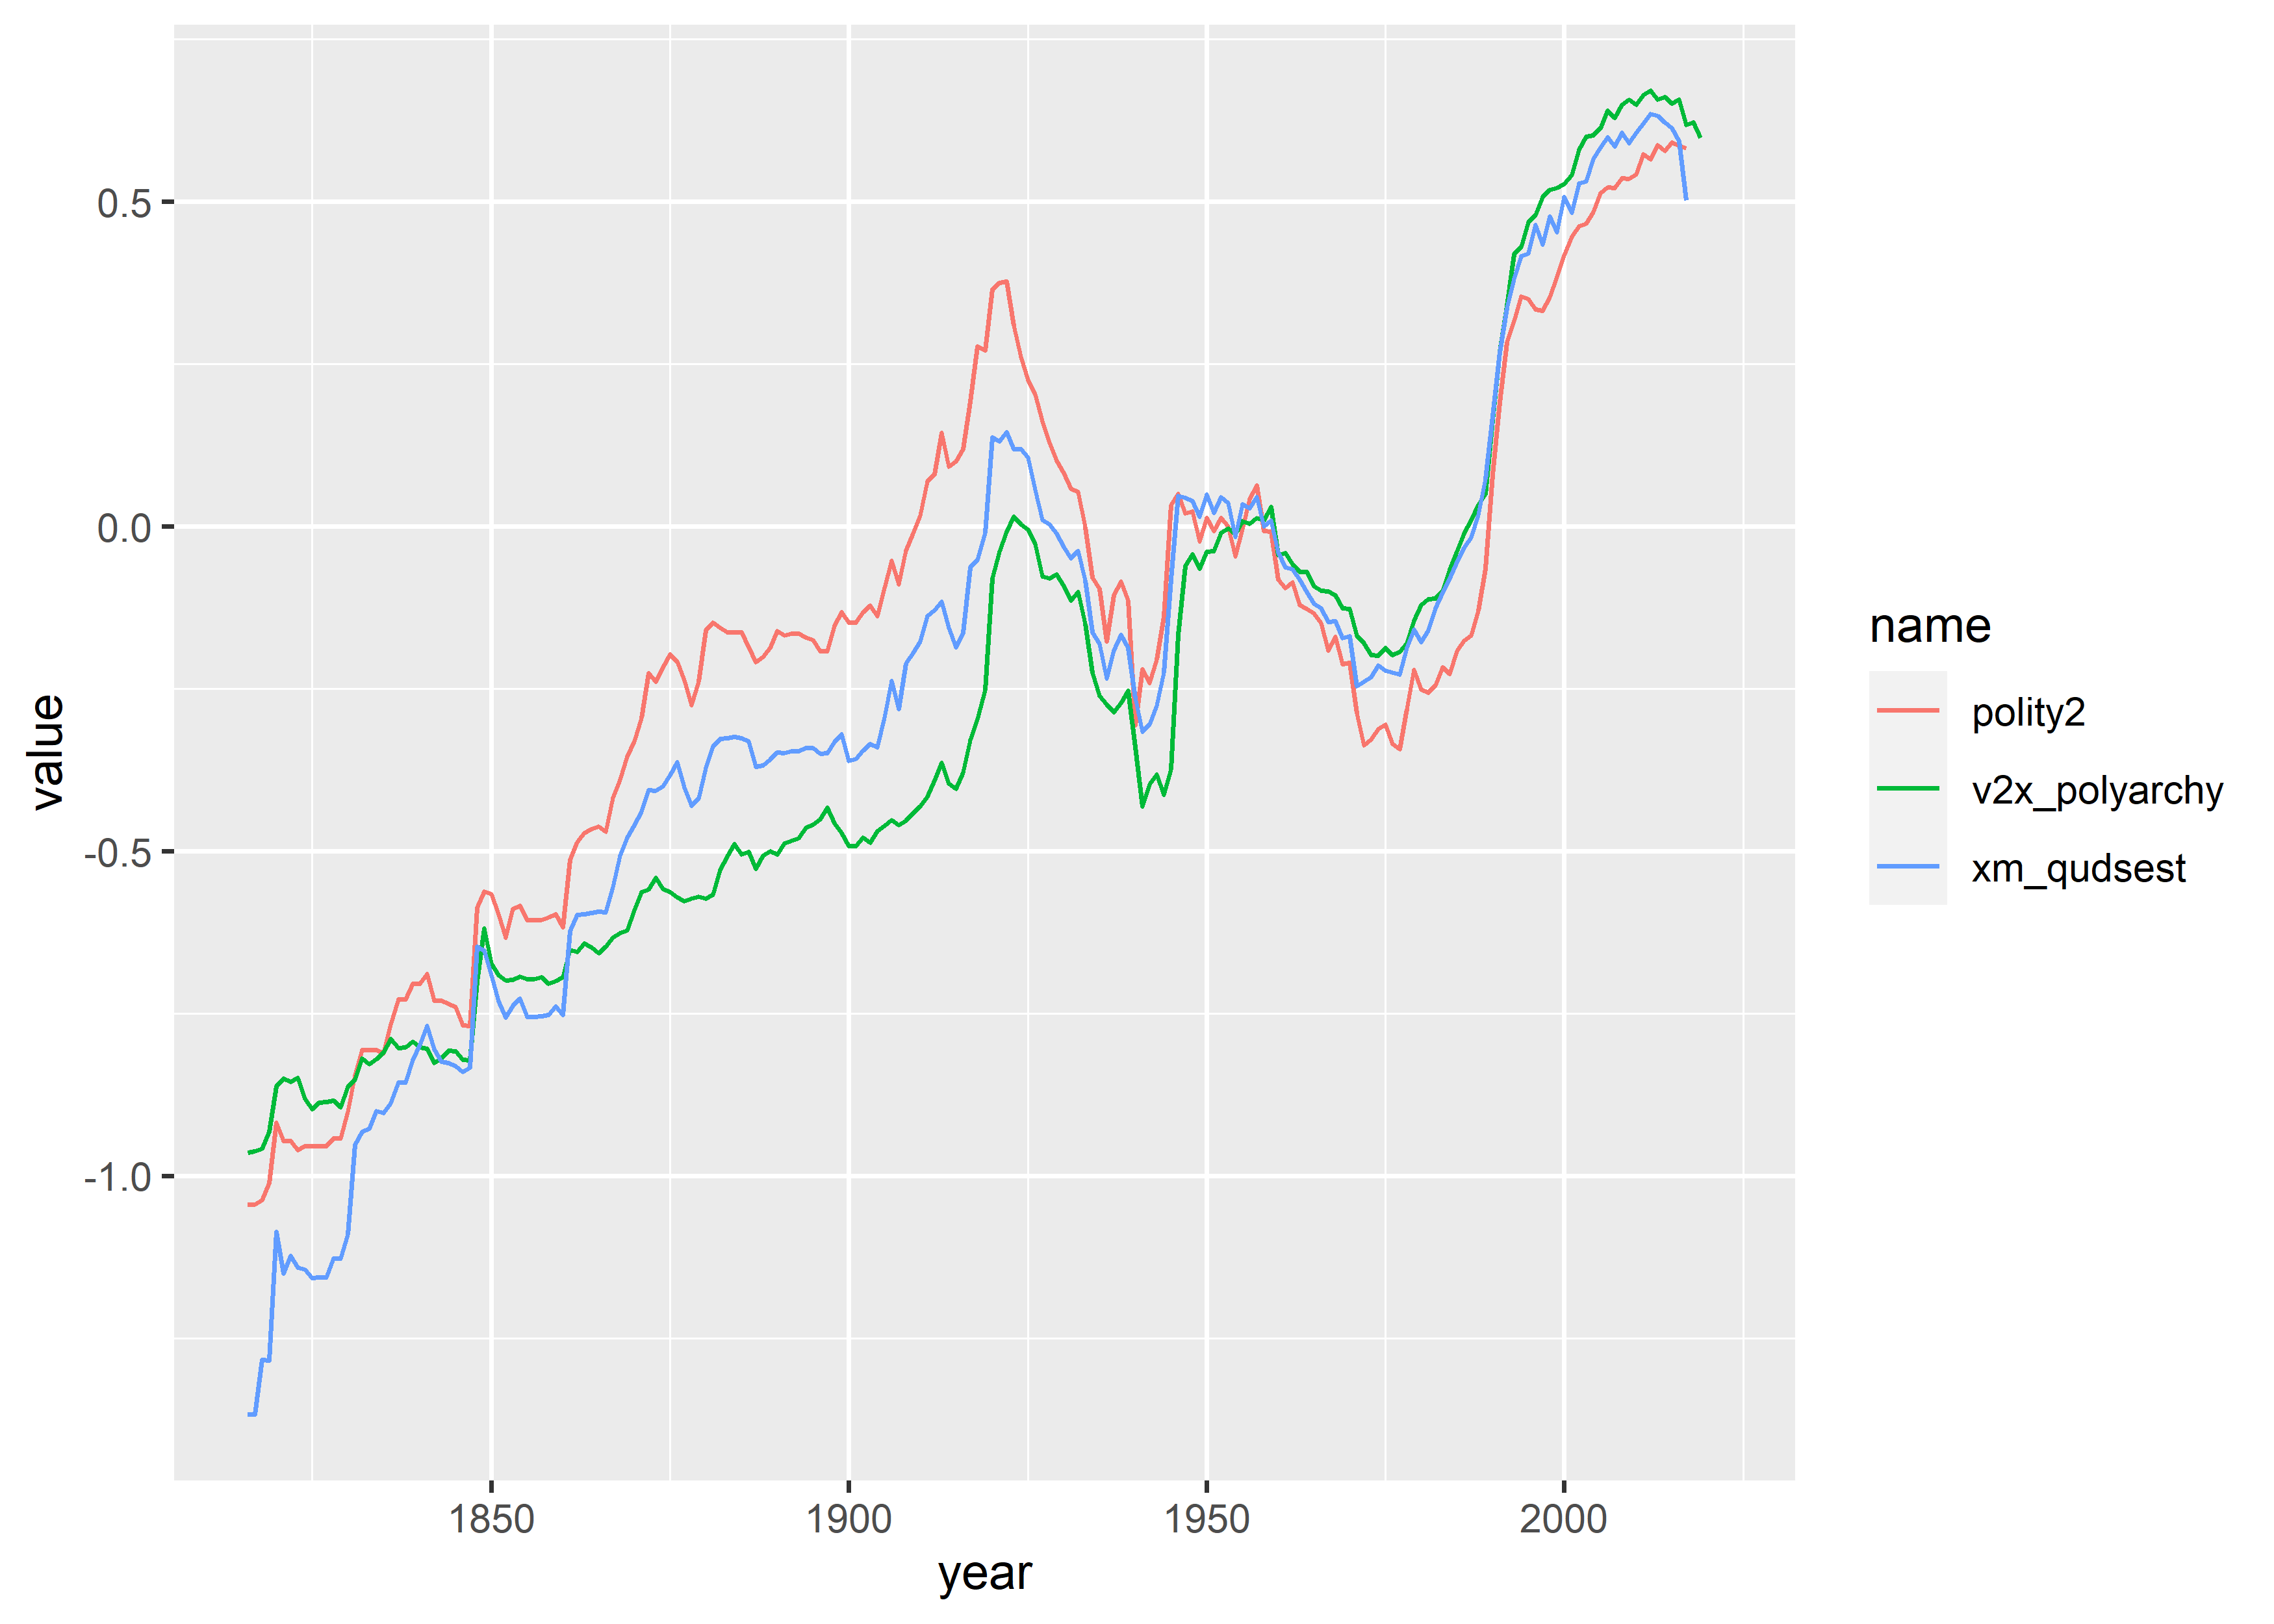 0.5
0.0
-0.5
-1.0
value
1850
1900
1950
2000
year
name
polity2
v2x_polyarchy
xm_qudsest